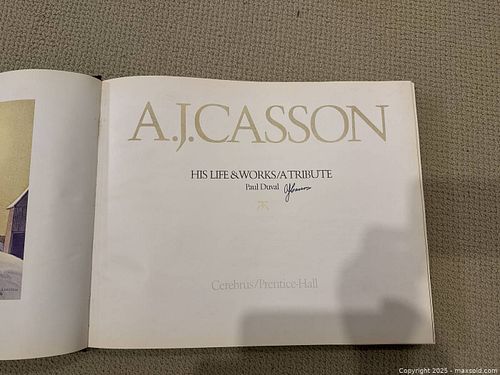 A.J.CASSON
HIS LIFE & WORKS/A TRIBUTE
Paul Duval
Cerebrus/Prentice-Hall
Copyright 2025 - maxsold.com